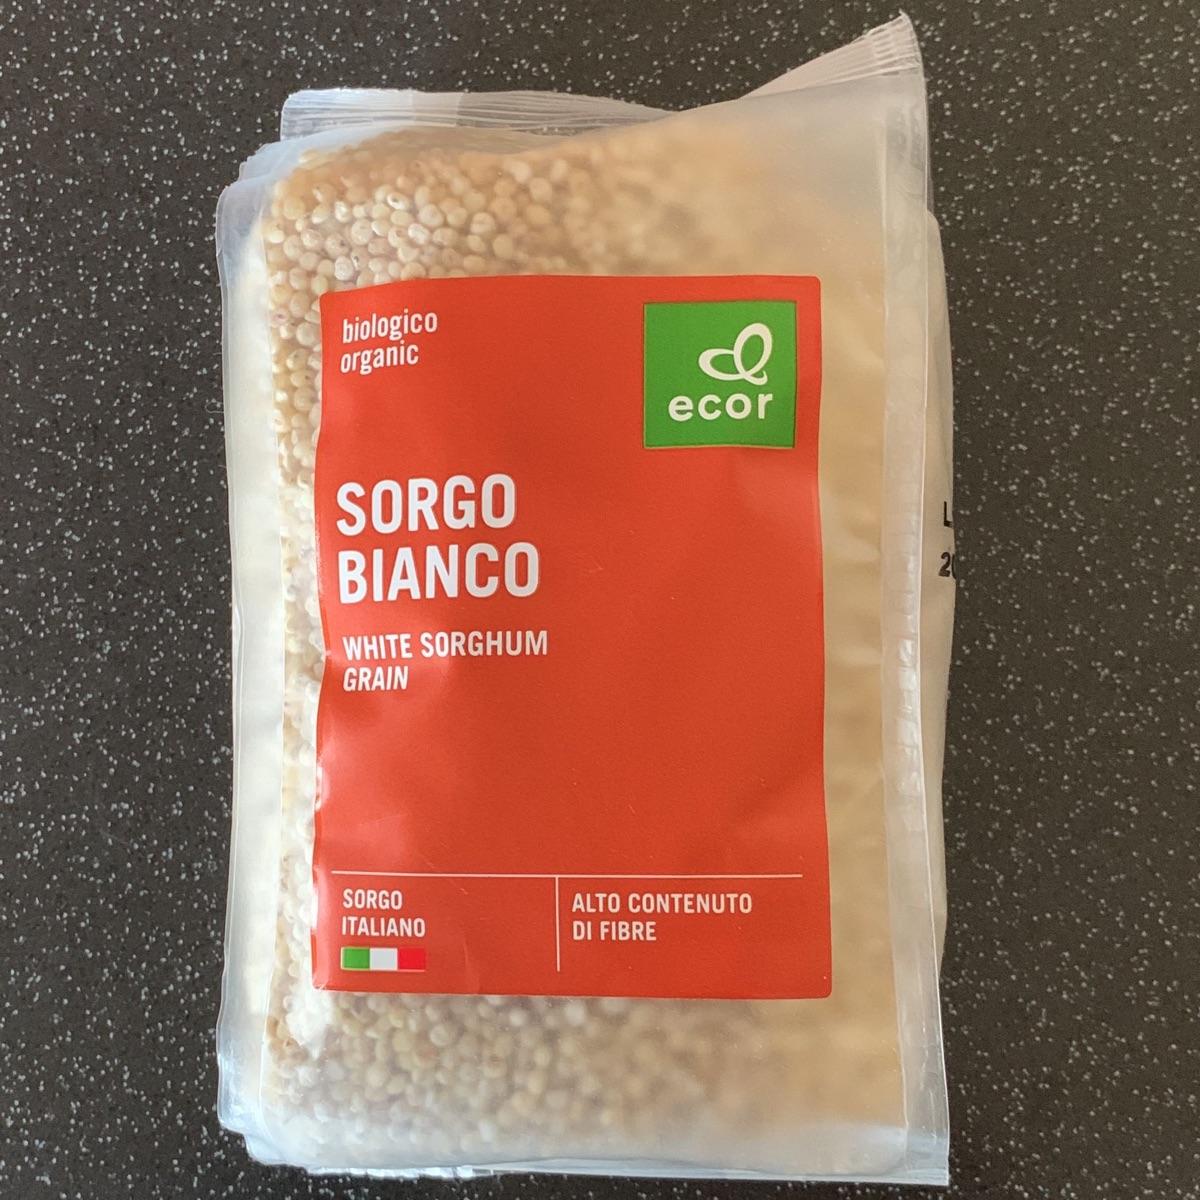 biologico
organic
ecor
SORGO
BIANCO
WHITE SORGHUM
GRAIN
SORGO
ITALIANO
ALTO CONTENUTO
DI FIBRE